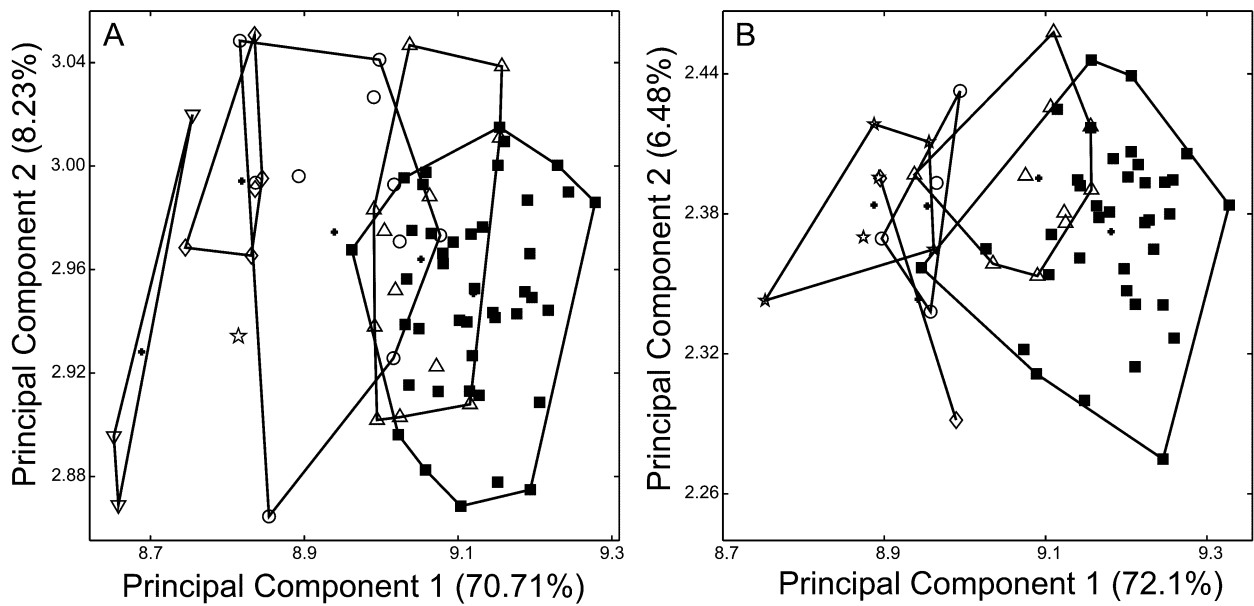 A
3.04
3.00
2.96
2.92
2.88
8.7 8.9 9.1 9.3
Principal Component 2 (8.23%)
Principal Component 1 (70.71%)
B
2.44
2.38
2.32
2.26
8.7 8.9 9.1 9.3
Principal Component 2 (6.48%)
Principal Component 1 (72.1%)